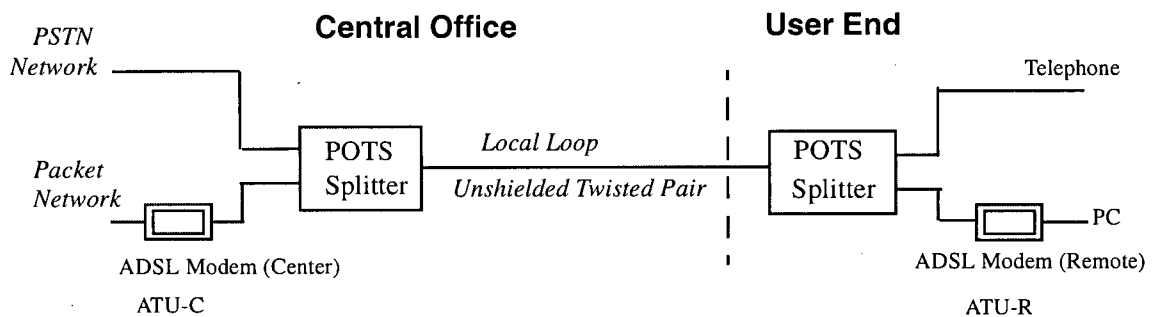 Central Office
User End
PSTN
Network
Telephone
POTS
Splitter
Local Loop
Unshielded Twisted Pair
POTS
Splitter
Packet
Network
PC
ADSL Modem (Center)
ADSL Modem (Remote)
ATU-C
ATU-R